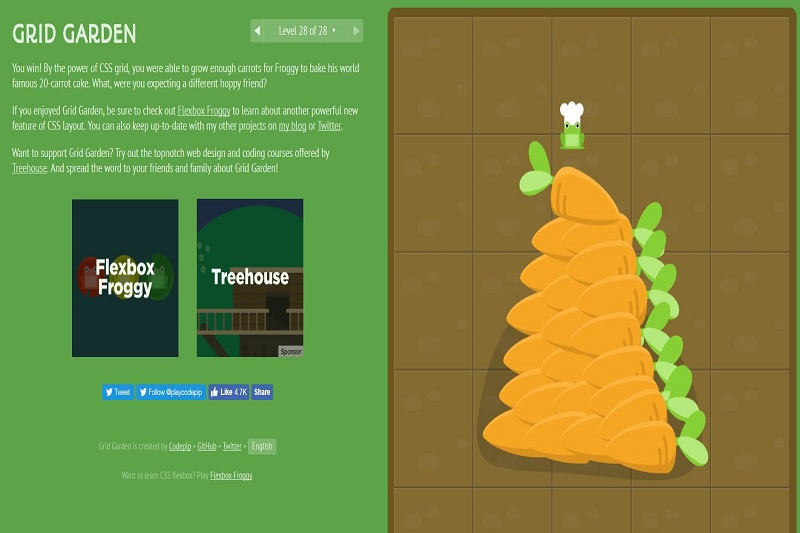 GRID GARDEN
Level 28 of 28
You win! By the power of CSS grid, you were able to grow enough carrots for Froggy to bake his world
famous 20-carrot cake. What, were you expecting a different hoppy friend?
If you enjoyed Grid Garden, be sure to check out Flexbox Froggy to learn about another powerful new
feature of CSS layout. You can also keep up-to-date with my other projects on my blog or Twitter.
Want to support Grid Garden? Try out the topnotch web design and coding courses offered by
Treehouse. And spread the word to your friends and family about Grid Garden!
Flexbox
Froggy
Treehouse
Sponsor
Tweet Follow @playcodepip Like 4.7K Share
Grid Garden is created by Codepip • GitHub • Twitter • English
Want to learn CSS flexbox? Play Flexbox Froggy.